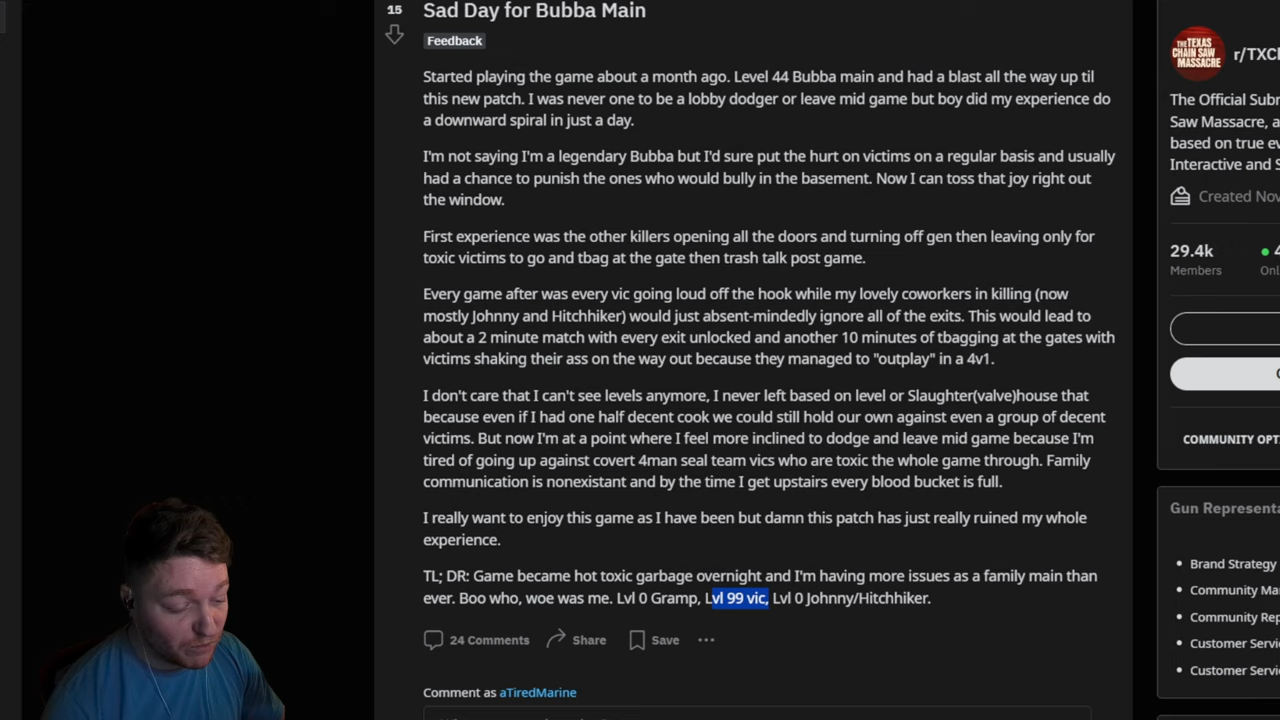 15
Sad Day for Bubba Main
Feedback
Started playing the game about a month ago. Level 44 Bubba main and had a blast all the way up til
this new patch. I was never one to be a lobby dodger or leave mid game but boy did my experience do
a downward spiral in just a day.
I'm not saying I'm a legendary Bubba but I'd sure put the hurt on victims on a regular basis and usually
had a chance to punish the ones who would bully in the basement. Now I can toss that joy right out
the window.
First experience was the other killers opening all the doors and turning off gen then leaving only for
toxic victims to go and tbag at the gate then trash talk post game.
Every game after was every vic going loud off the hook while my lovely coworkers in killing (now
mostly Johnny and Hitchhiker) would just absent-mindedly ignore all of the exits. This would lead to
about a 2 minute match with every exit unlocked and another 10 minutes of tbagging at the gates with
victims shaking their ass on the way out because they managed to "outplay" in a 4v1.
I don't care that I can't see levels anymore, I never left based on level or Slaughter(valve)house that
because even if I had one half decent cook we could still hold our own against even a group of decent
victims. But now I'm at a point where I feel more inclined to dodge and leave mid game because I'm
tired of going up against covert 4man seal team vics who are toxic the whole game through. Family
communication is nonexistant and by the time I get upstairs every blood bucket is full.
I really want to enjoy this game as I have been but damn this patch has just really ruined my whole
experience.
TL; DR: Game became hot toxic garbage overnight and I'm having more issues as a family main than
ever. Boo who, woe was me. Lvl 0 Gramp, Lvl 99 vic, Lvl 0 Johnny/Hitchhiker.
24 Comments Share Save
Comment as aTiredMarine
THE TEXAS
CHAIN SAW
MASSACRE
r/TXC
The Official Sub
Saw Massacre, a
based on true e
Interactive and S
Created Nov
29.4k
Members
4
Onl
COMMUNITY OPT
Gun Representa
Brand Strategy
Community Ma
Community Rep
Customer Servi
Customer Servi